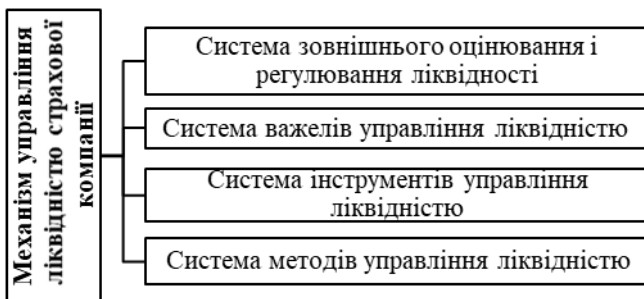 Механізм управління
ліквідністю страхової
компанії
Система зовнішнього оцінювання і
регулювання ліквідності
Система важелів управління ліквідністю
Система інструментів управління
ліквідністю
Система методів управління ліквідністю